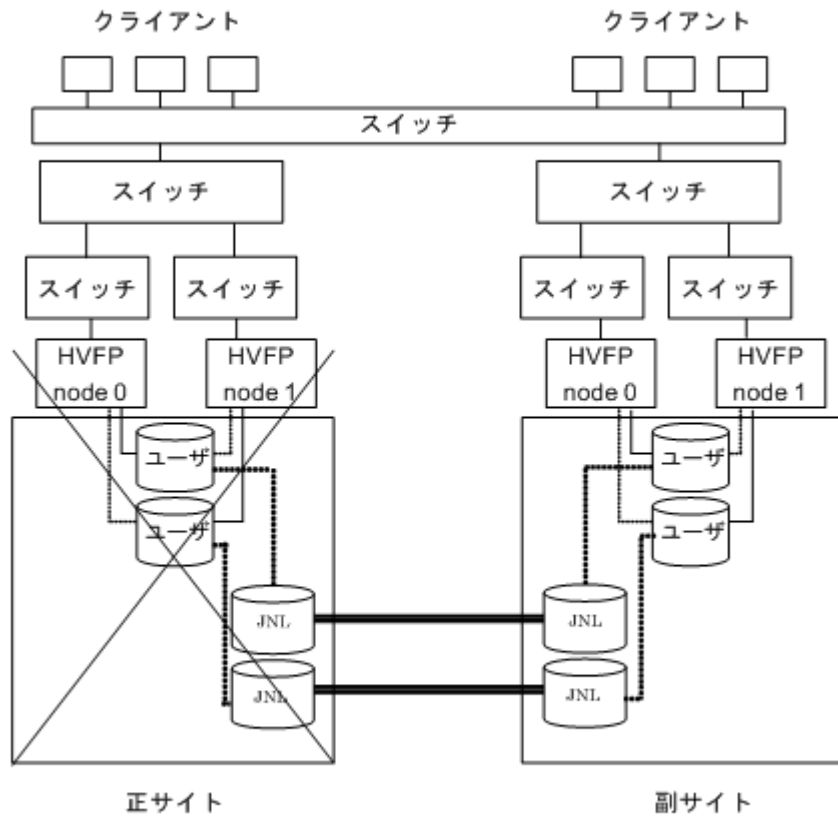 クライアント
クライアント
スイッチ
スイッチ
スイッチ
スイッチ
スイッチ
スイッチ
スイッチ
HVFP
node 0
HVFP
node 1
HVFP
node 0
HVFP
node 1
ユーザ
ユーザ
ユーザ
ユーザ
JNL
JNL
JNL
JNL
正サイト
副サイト